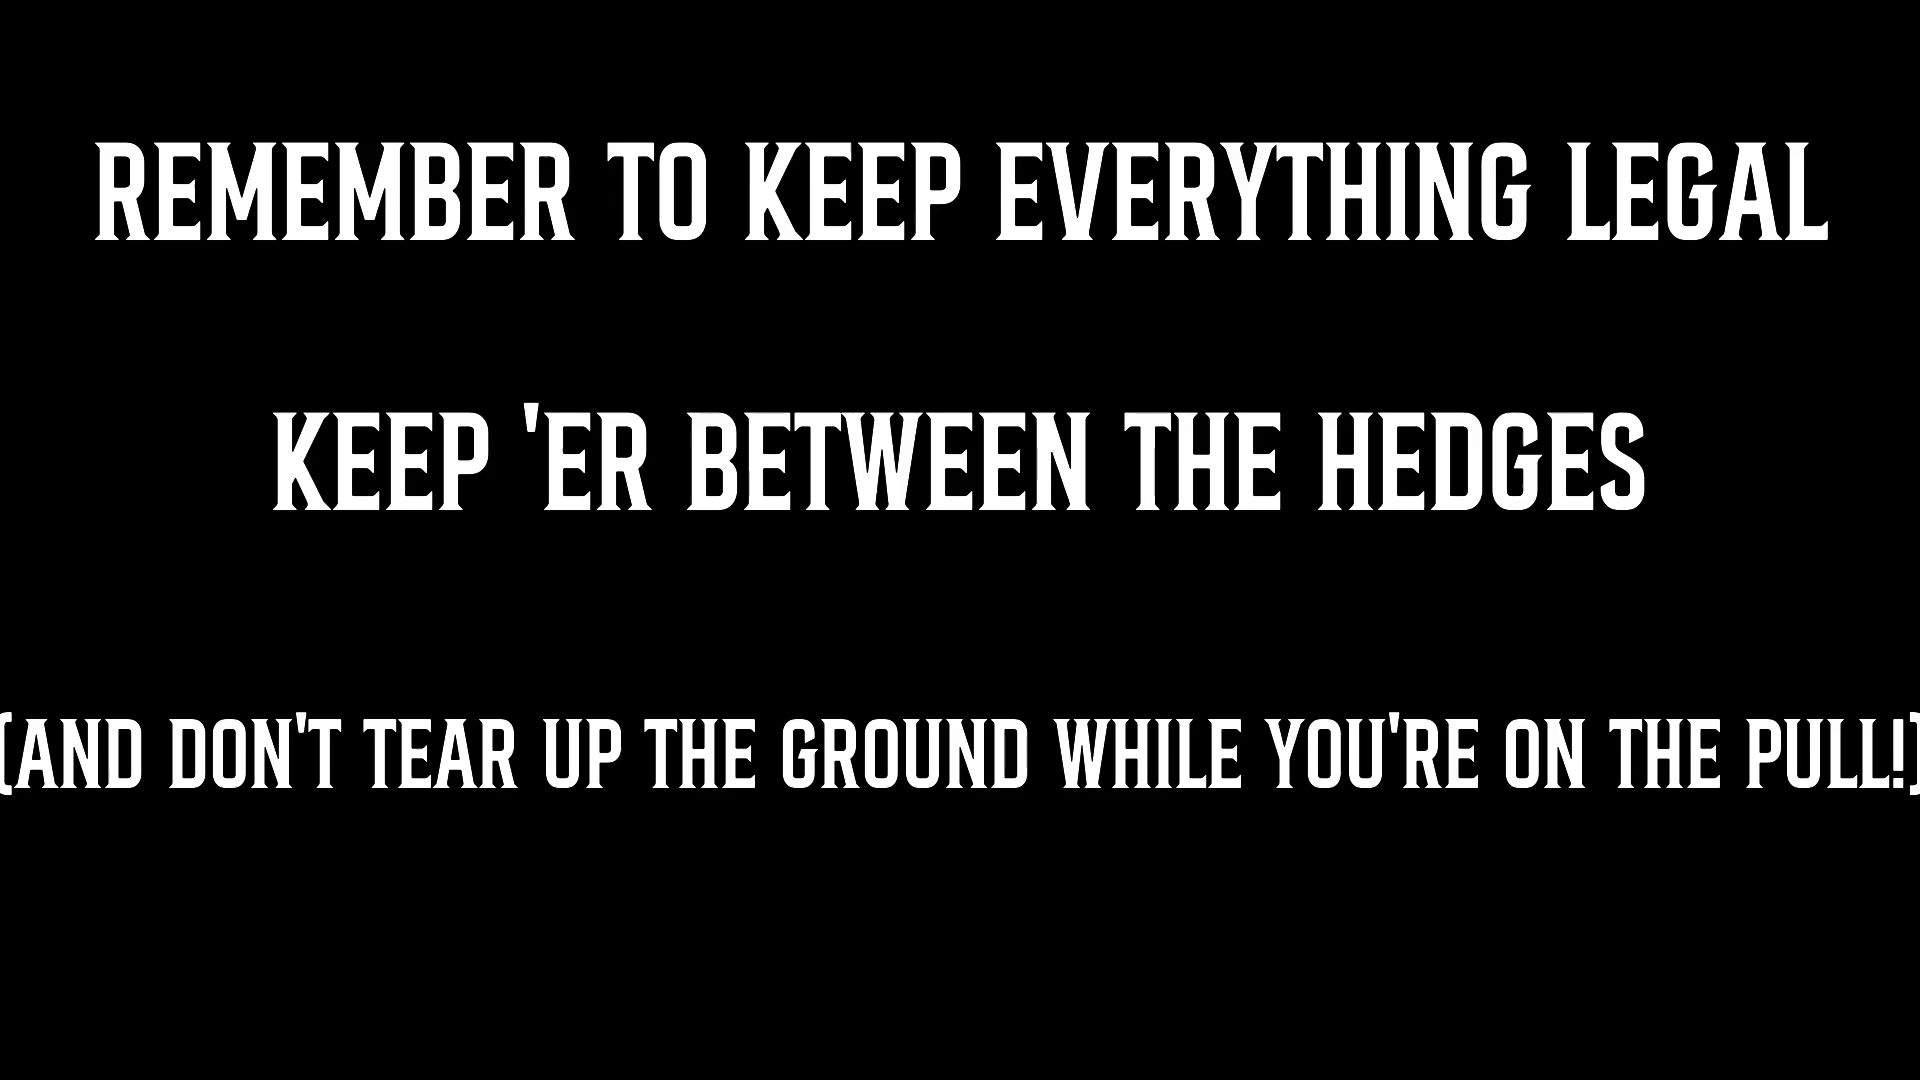 REMEMBER TO KEEP EVERYTHING LEGAL
KEEP 'ER BETWEEN THE HEDGES
(AND DON'T TEAR UP THE GROUND WHILE YOU'RE ON THE PULL!)